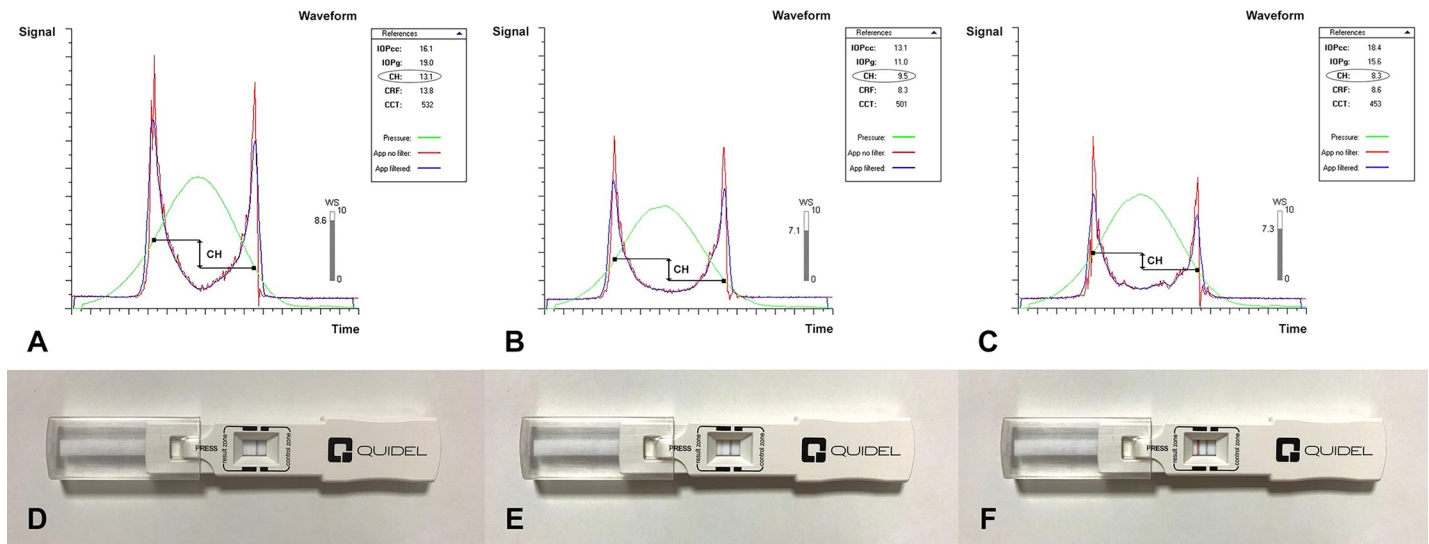 Waveform
Signal
References
IOPcc: 16.1
IOPg: 19.0
CH: 13.1
CRF: 13.8
CCT: 532
Pressure:
App no filter:
App filtered:
WS
10
8.6
0
CH
Time
A
Waveform
Signal
References
IOPcc: 13.1
IOPg: 11.0
CH: 9.5
CRF: 8.3
CCT: 501
Pressure:
App no filter:
App filtered:
WS
10
7.1
0
CH
Time
B
Waveform
Signal
References
IOPcc: 18.4
IOPg: 15.6
CH: 8.3
CRF: 8.6
CCT: 453
Pressure:
App no filter:
App filtered:
WS
10
7.3
0
CH
Time
C
PRESS
result zone
control zone
QUIDEL
D
PRESS
result zone
control zone
QUIDEL
E
PRESS
result zone
control zone
QUIDEL
F